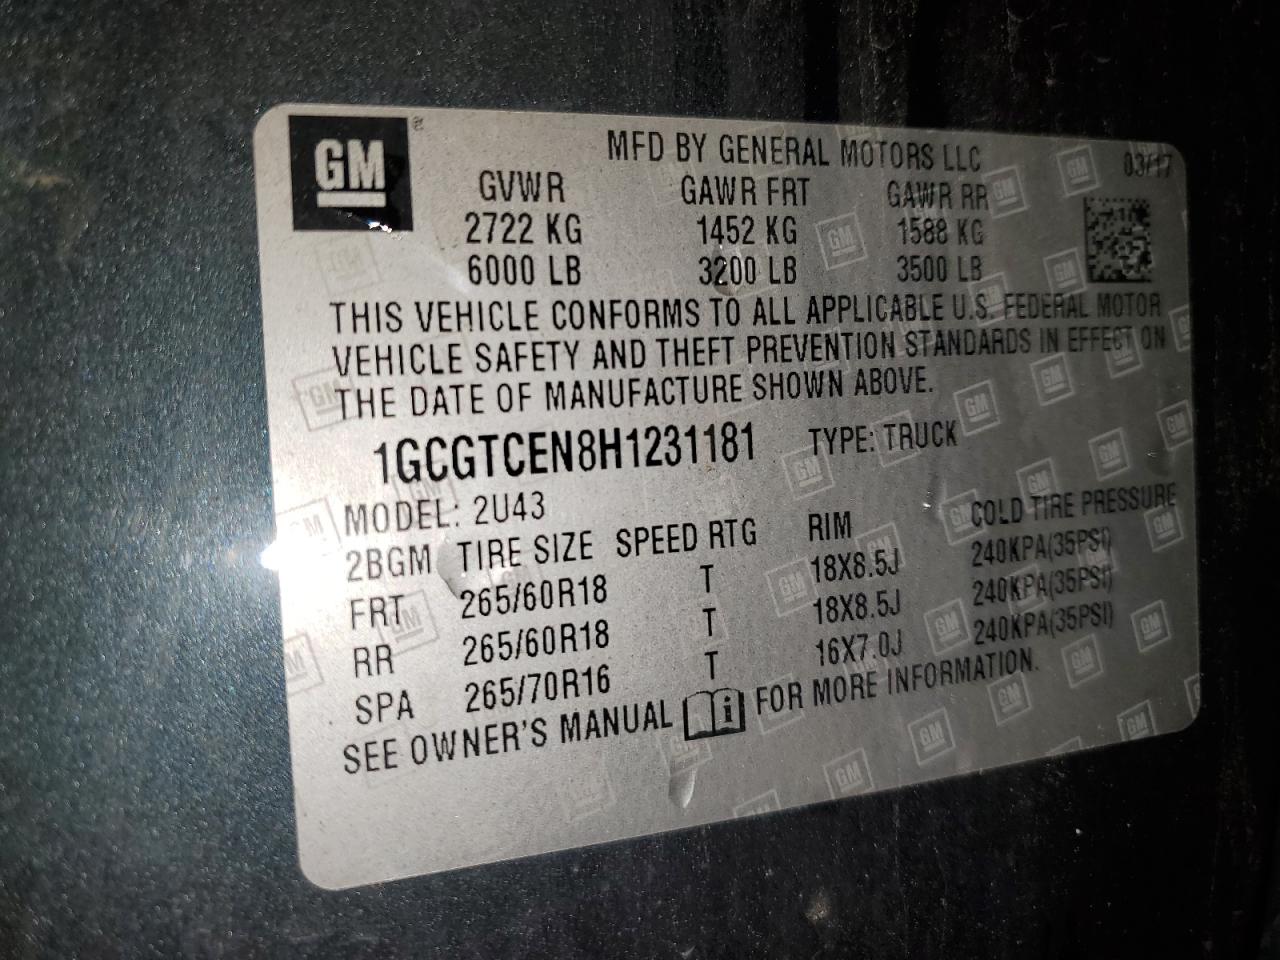 GM
MFD BY GENERAL MOTORS LLC 03/17
GVWR GAWR FRT GAWR RR
2722 KG 1452 KG 1588 KG
6000 LB 3200 LB 3500 LB
THIS VEHICLE CONFORMS TO ALL APPLICABLE U.S. FEDERAL MOTOR
VEHICLE SAFETY AND THEFT PREVENTION STANDARDS IN EFFECT ON
THE DATE OF MANUFACTURE SHOWN ABOVE.
1GCGTCEN8H1231181 TYPE: TRUCK
MODEL: 2U43
2BGM TIRE SIZE SPEED RTG RIM COLD TIRE PRESSURE
FRT 265/60R18 T 18X8.5J 240KPA(35PSI)
RR 265/60R18 T 18X8.5J 240KPA(35PSI)
SPA 265/70R16 T 16X7.0J 240KPA(35PSI)
SEE OWNER'S MANUAL i FOR MORE INFORMATION.